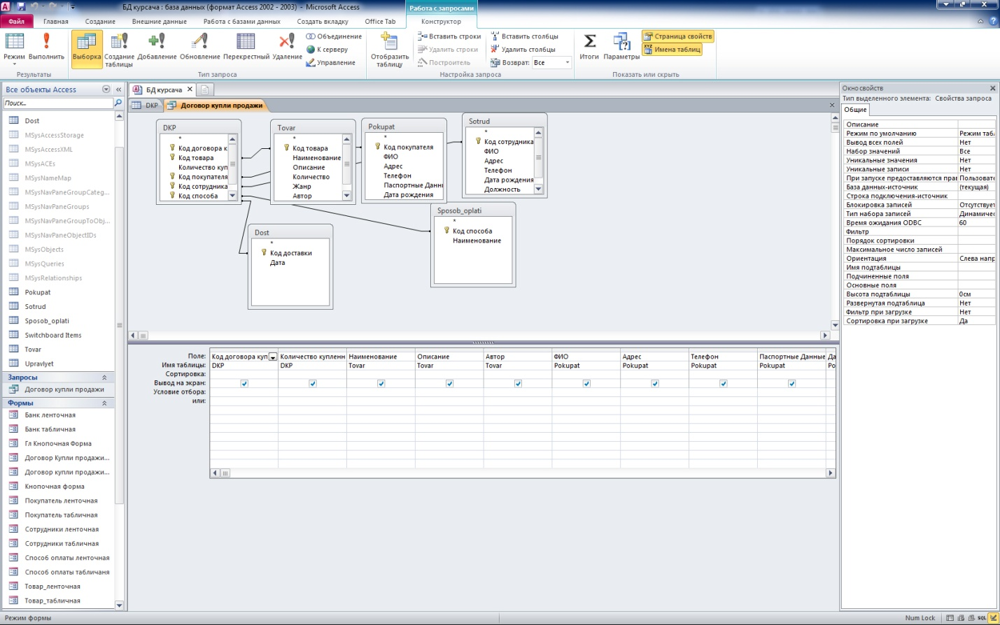 БД курсача : база данных (формат Access 2002 - 2003) - Microsoft Access
Работа с запросами
Файл
Главная
Создание
Внешние данные
Работа с базами данных
Создать вкладку
Office Tab
Конструктор
Режим
Выполнить
Результаты
Выборка
Создание таблицы
Добавление
Обновление
Перекрестный
Удаление
Объединение
К серверу
Управление
Тип запроса
Отобразить таблицу
Вставить строки
Удалить строки
Построитель
Вставить столбцы
Удалить столбцы
Возврат: Все
Настройка запроса
Итоги
Параметры
Страница свойств
Имена таблиц
Показать или скрыть
Все объекты Access
Поиск...
Dost
MSysAccessStorage
MSysAccessXML
MSysACEs
MSysNameMap
MSysNavPaneGroupCateg...
MSysNavPaneGroups
MSysNavPaneGroupToObj...
MSysNavPaneObjectIDs
MSysObjects
MSysQueries
MSysRelationships
Pokupat
Sotrud
Sposob_oplati
Switchboard Items
Tovar
Upravlyet
Запросы
Договор купли продажи
Формы
Банк ленточная
Банк табличная
Гл Кнопочная Форма
Договор Купли продажи...
Договор купли продажи...
Кнопочная форма
Покупатель ленточная
Покупатель табличная
Сотрудники ленточная
Сотрудники табличная
Способ оплаты ленточная
Способ оплаты табличаня
Товар_ленточная
Товар_табличная
БД курсача
DKP
Договор купли продажи
DKP
*
Код договора к
Код товара
Количество куп
Код покупателя
Код сотрудника
Код способа
Tovar
*
Код товара
Наименование
Описание
Количество
Жанр
Автор
Pokupat
*
Код покупателя
ФИО
Адрес
Телефон
Паспортные Данн
Дата рождения
Sotrud
*
Код сотрудника
ФИО
Адрес
Телефон
Дата рождения
Должность
Dost
*
Код доставки
Дата
Sposob_oplati
*
Код способа
Наименование
Поле: Код договора куп Количество купленн Наименование Описание Автор ФИО Адрес Телефон Паспортные Данные Да
Имя таблицы: DKP DKP Tovar Tovar Tovar Pokupat Pokupat Pokupat Pokupat Po
Сортировка:
Вывод на экран:
Условие отбора:
или:
Окно свойств
Тип выделенного элемента: Свойства запроса
Общие
Описание
Режим по умолчанию Режим таб
Вывод всех полей Нет
Набор значений Все
Уникальные значения Нет
Уникальные записи Нет
При запуске предоставляются прав Пользовате
База данных-источник (текущая)
Строка подключения-источник
Блокировка записей Отсутствует
Тип набора записей Динамичес
Время ожидания ODBC 60
Фильтр
Порядок сортировки
Максимальное число записей
Ориентация Слева напр
Имя подтаблицы
Подчиненные поля
Основные поля
Высота подтаблицы 0см
Развернутая подтаблица Нет
Фильтр при загрузке Нет
Сортировка при загрузке Да
Режим формы
Num Lock
SQL